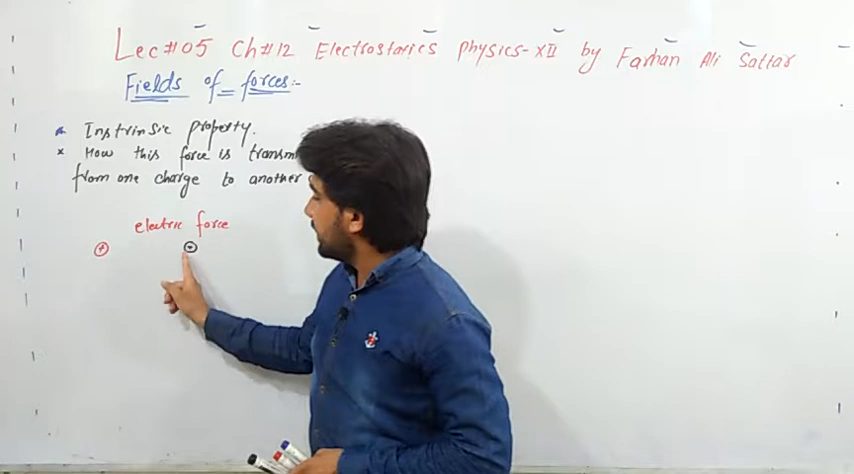 Lec#05 Ch#12 Electrostatics Physics-XII by Farhan Ali Sattar
Fields of forces:-
* Instrinsic property.
* How this force is transm
from one charge to another
electric force
+ +